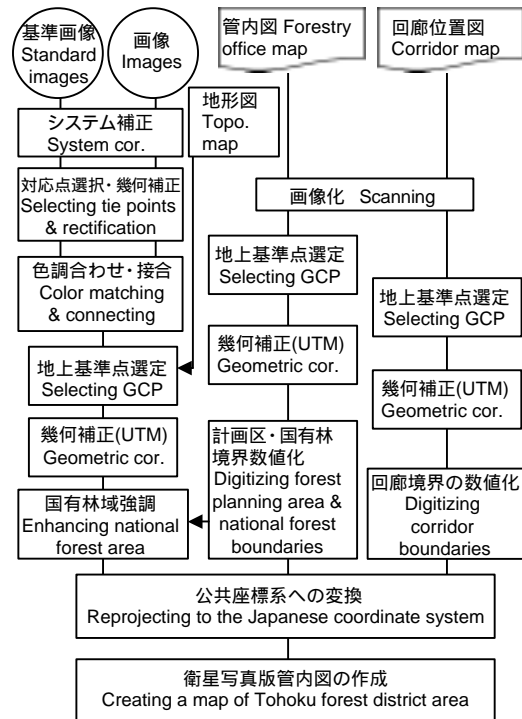 基準画像
Standard
images
画像
Images
管内図 Forestry
office map
回廊位置図
Corridor map
地形図
Topo.
map
システム補正
System cor.
対応点選択・幾何補正
Selecting tie points
& rectification
画像化 Scanning
色調合わせ・接合
Color matching
& connecting
地上基準点選定
Selecting GCP
地上基準点選定
Selecting GCP
地上基準点選定
Selecting GCP
幾何補正(UTM)
Geometric cor.
幾何補正(UTM)
Geometric cor.
幾何補正(UTM)
Geometric cor.
国有林域強調
Enhancing national
forest area
計画区・国有林
境界数値化
Digitizing forest
planning area &
national forest
boundaries
回廊境界の数値化
Digitizing
corridor
boundaries
公共座標系への変換
Reprojecting to the Japanese coordinate system
衛星写真版管内図の作成
Creating a map of Tohoku forest district area